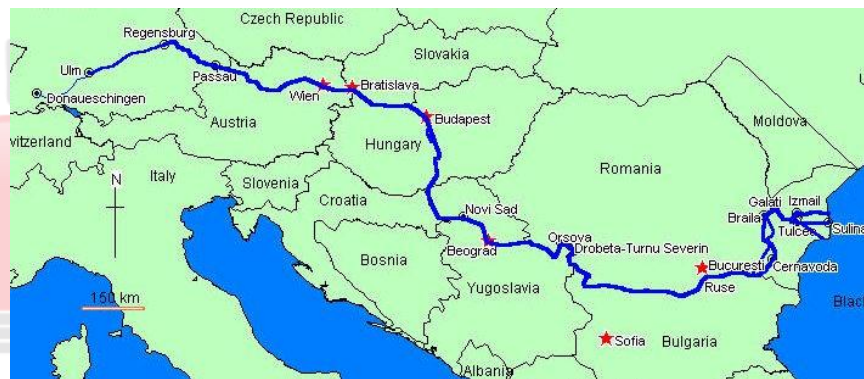 Czech Republic
Regensburg
Slovakia
Ulm
Passau
Bratislava
Wien
Donaueschingen
Budapest
Moldova
Austria
witzerland
Hungary
Romania
N
Italy
Slovenia
Croatia
Galati
Izmail
Novi Sad
Braila
Tulcea
Sulina
Orsova
Drobeta-Turnu Severin
Beograd
Bosnia
Bucuresti
Cernavoda
Yugoslavia
Ruse
150 km
Black
Sofia
Bulgaria
Albania